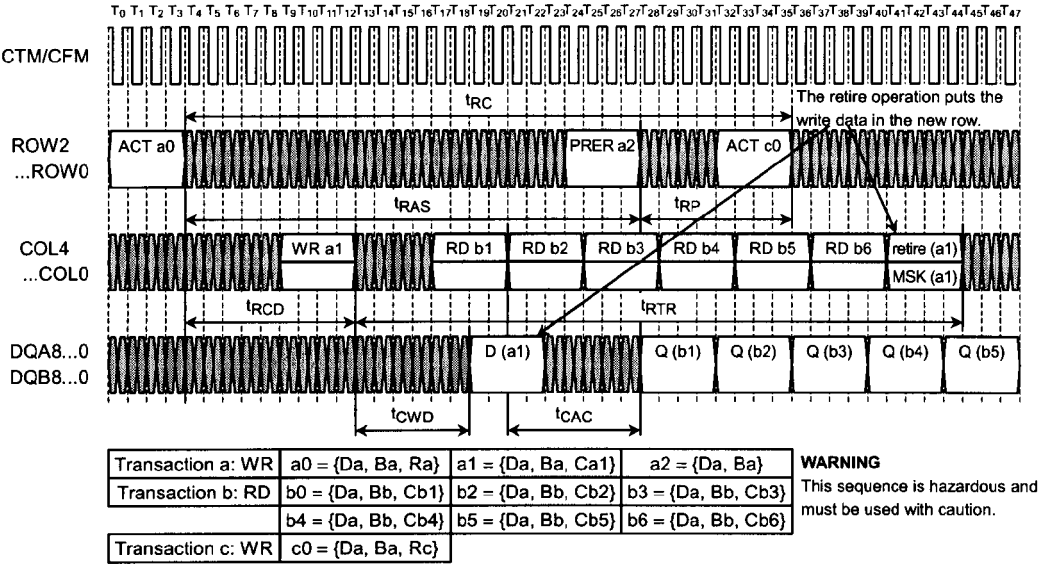 T0 T1 T2 T3 T4 T5 T6 T7 T8 T9 T10 T11 T12 T13 T14 T15 T16 T17 T18 T19 T20 T21 T22 T23 T24 T25 T26 T27 T28 T29 T30 T31 T32 T33 T34 T35 T36 T37 T38 T39 T40 T41 T42 T43 T44 T45 T46 T47
CTM/CFM
The retire operation puts the
write data in the new row.
tRC
ROW2
...ROW0
ACT a0 PRER a2 ACT c0
tRAS tRP
COL4
...COL0
WR a1 RD b1 RD b2 RD b3 RD b4 RD b5 RD b6 retire (a1)
MSK (a1)
tRCD tRTR
DQA8...0
DQB8...0
D (a1) Q (b1) Q (b2) Q (b3) Q (b4) Q (b5)
tCWD tCAC
Transaction a: WR a0 = {Da, Ba, Ra} a1 = {Da, Ba, Ca1} a2 = {Da, Ba}
Transaction b: RD b0 = {Da, Bb, Cb1} b2 = {Da, Bb, Cb2} b3 = {Da, Bb, Cb3}
b4 = {Da, Bb, Cb4} b5 = {Da, Bb, Cb5} b6 = {Da, Bb, Cb6}
Transaction c: WR c0 = {Da, Ba, Rc}
WARNING
This sequence is hazardous and
must be used with caution.